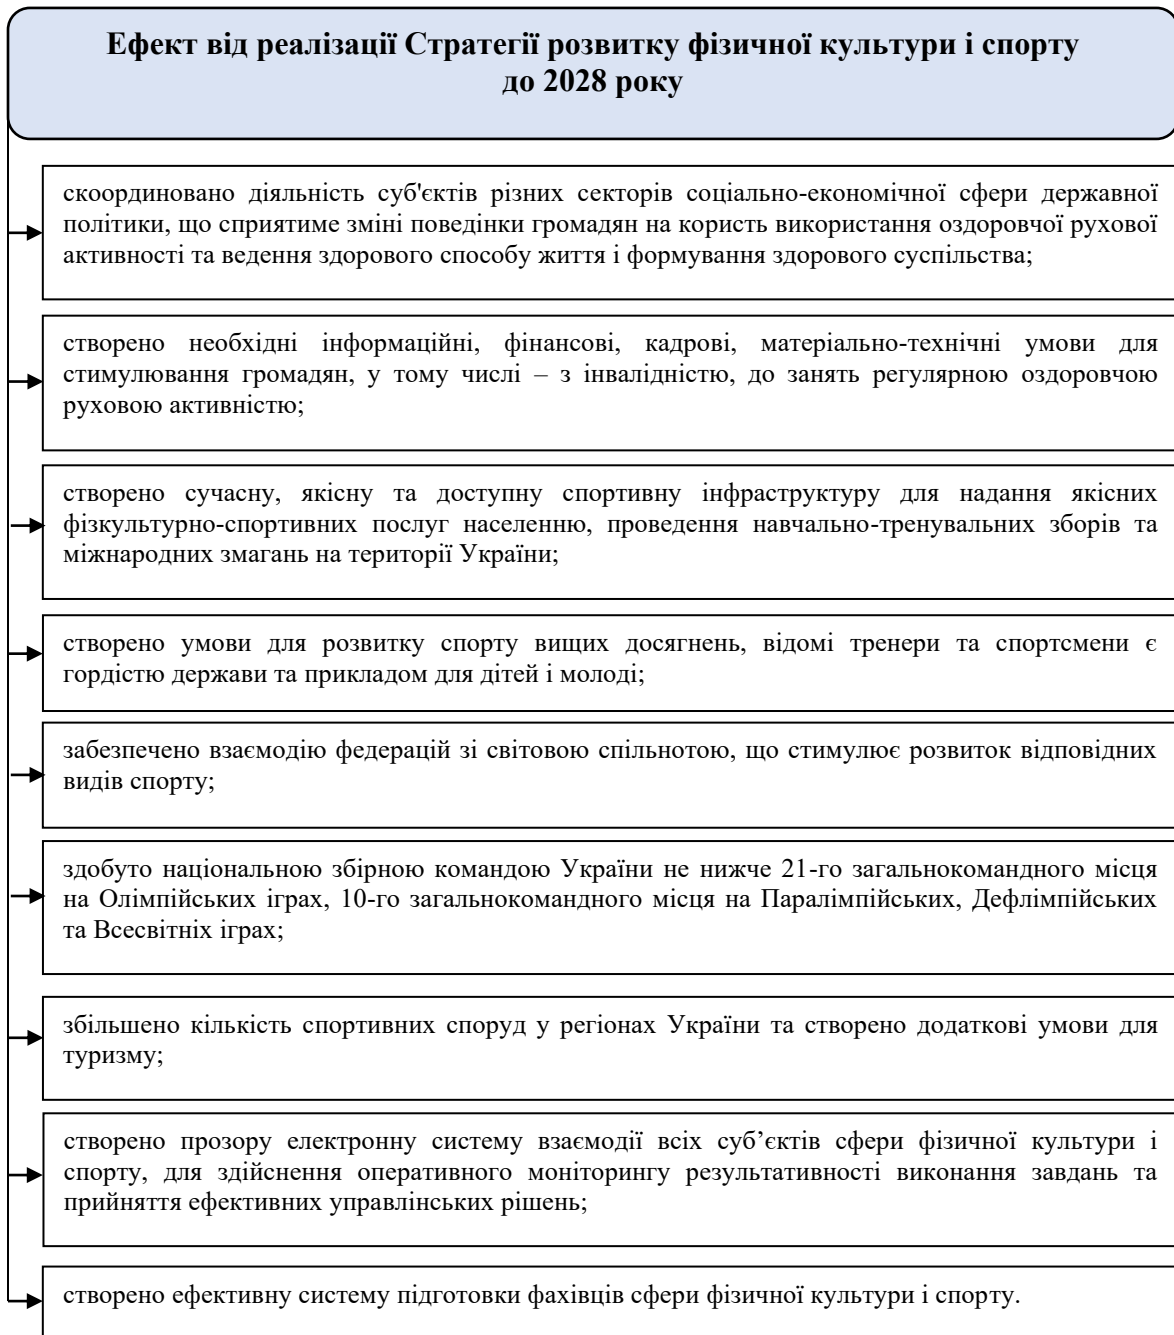 Ефект від реалізації Стратегії розвитку фізичної культури і спорту
до 2028 року
скоординовано діяльність суб'єктів різних секторів соціально-економічної сфери державної
політики, що сприятиме зміні поведінки громадян на користь використання оздоровчої рухової
активності та ведення здорового способу життя і формування здорового суспільства;
створено необхідні інформаційні, фінансові, кадрові, матеріально-технічні умови для
стимулювання громадян, у тому числі – з інвалідністю, до занять регулярною оздоровчою
руховою активністю;
створено сучасну, якісну та доступну спортивну інфраструктуру для надання якісних
фізкультурно-спортивних послуг населенню, проведення навчально-тренувальних зборів та
міжнародних змагань на території України;
створено умови для розвитку спорту вищих досягнень, відомі тренери та спортсмени є
гордістю держави та прикладом для дітей і молоді;
забезпечено взаємодію федерацій зі світовою спільнотою, що стимулює розвиток відповідних
видів спорту;
здобуто національною збірною командою України не нижче 21-го загальнокомандного місця
на Олімпійських іграх, 10-го загальнокомандного місця на Паралімпійських, Дефлімпійських
та Всесвітніх іграх;
збільшено кількість спортивних споруд у регіонах України та створено додаткові умови для
туризму;
створено прозору електронну систему взаємодії всіх суб’єктів сфери фізичної культури і
спорту, для здійснення оперативного моніторингу результативності виконання завдань та
прийняття ефективних управлінських рішень;
створено ефективну систему підготовки фахівців сфери фізичної культури і спорту.